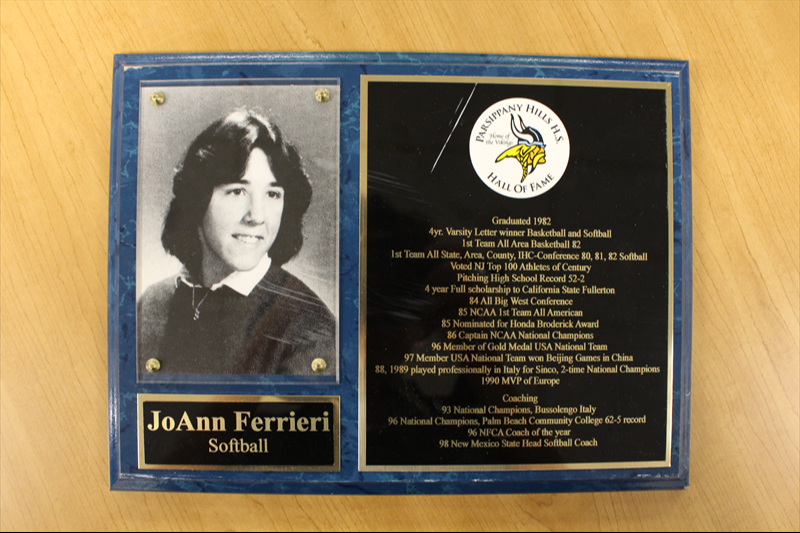 PARSIPPANY HILLS H.S.
Home of
the Vikings
HALL OF FAME
Graduated 1982
4yr. Varsity Letter winner Basketball and Softball
1st Team All Area Basketball 82
1st Team All State, Area, County, IHC-Conference 80, 81, 82 Softball
Voted NJ Top 100 Athletes of Century
Pitching High School Record 52-2
4 year Full scholarship to California State Fullerton
84 All Big West Conference
85 NCAA 1st Team All American
85 Nominated for Honda Broderick Award
86 Captain NCAA National Champions
96 Member of Gold Medal USA National Team
97 Member USA National Team won Beijing Games in China
88, 1989 played professionally in Italy for Sinco, 2-time National Champions
1990 MVP of Europe
Coaching
93 National Champions, Bussolengo Italy
96 National Champions, Palm Beach Community College 62-5 record
96 NFCA Coach of the year
98 New Mexico State Head Softball Coach
JoAnn Ferrieri
Softball